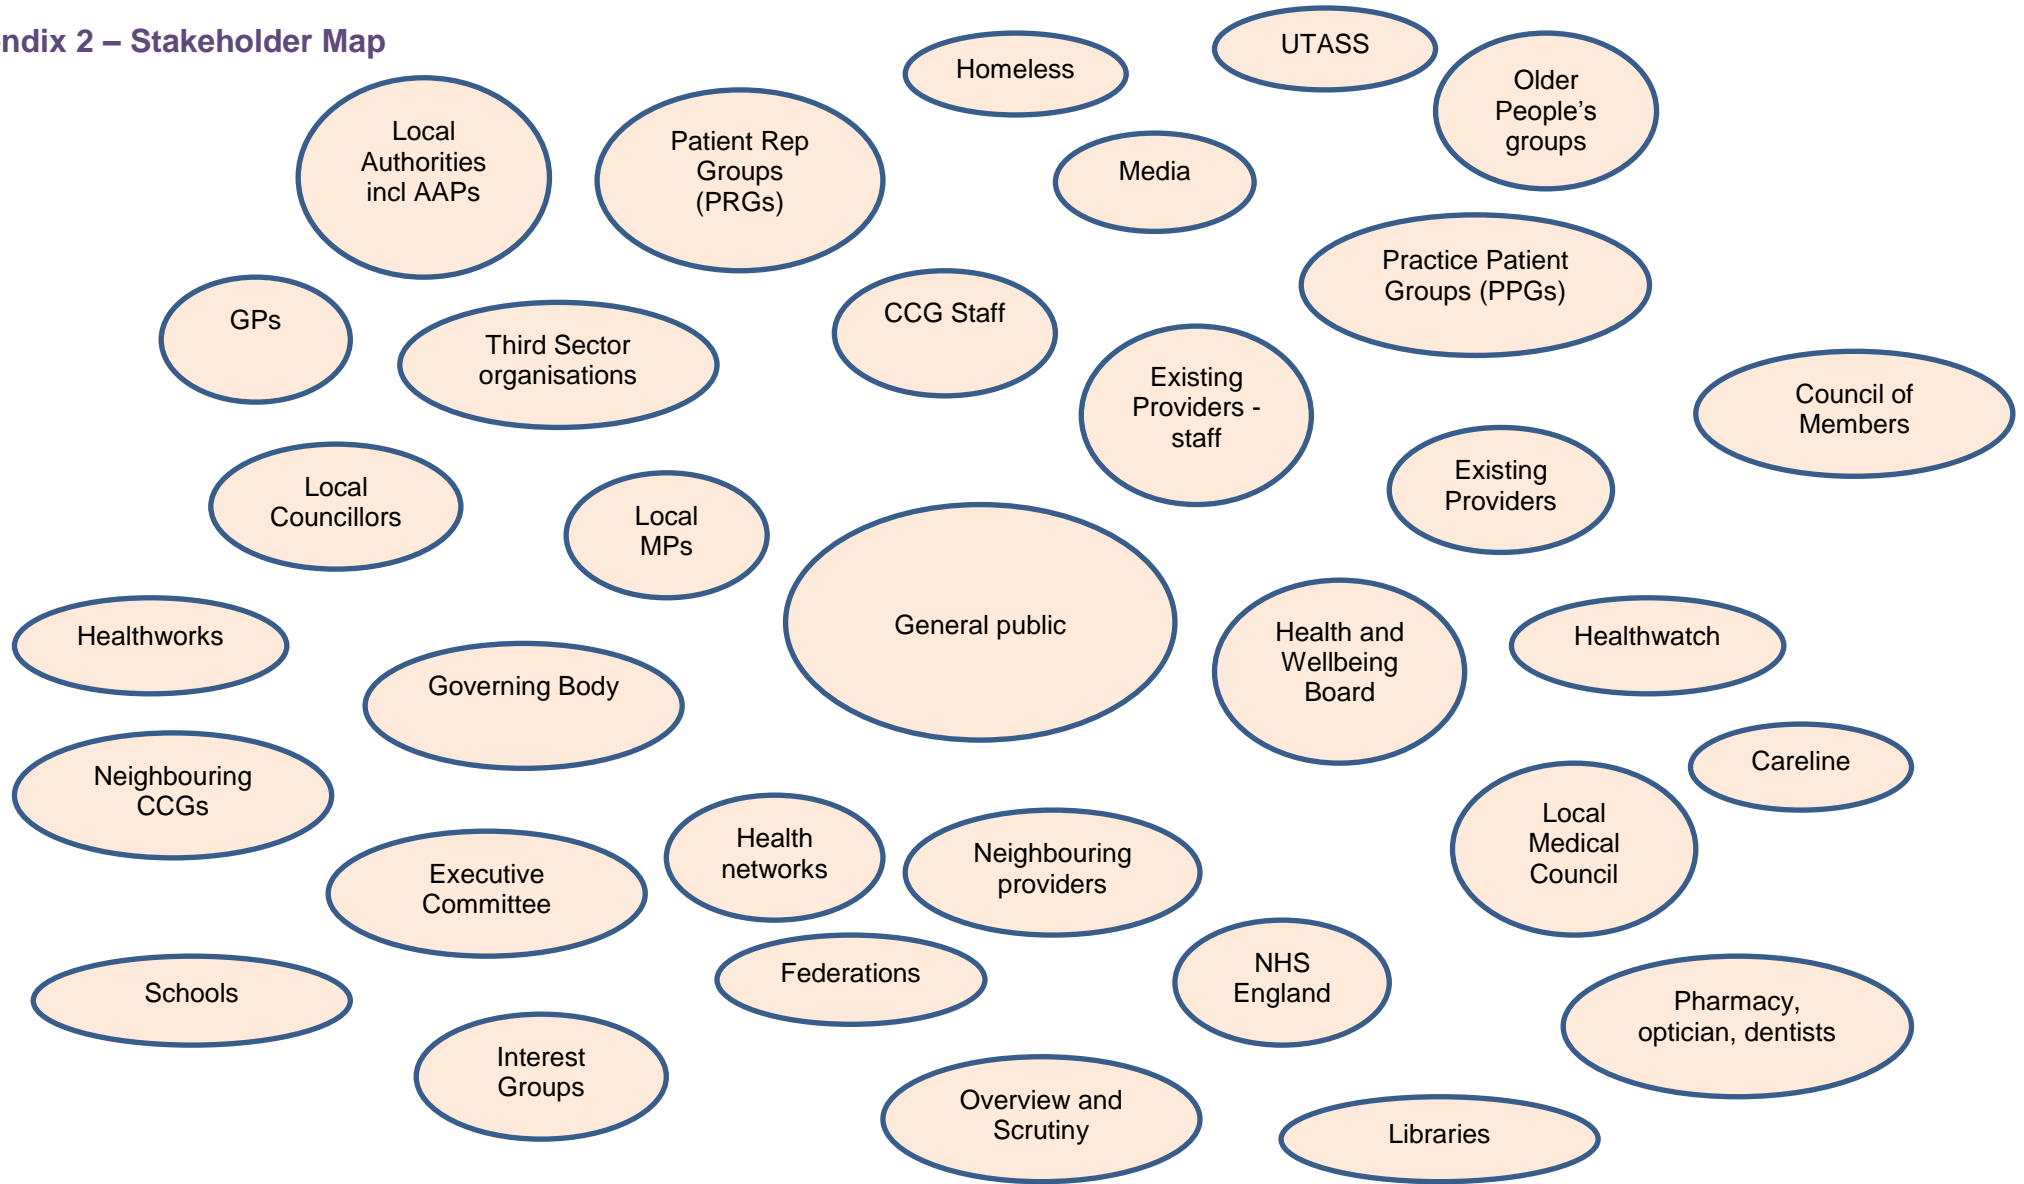 ndix 2 – Stakeholder Map
UTASS
Homeless
Older
People’s
groups
Local
Authorities
incl AAPs
Patient Rep
Groups
(PRGs)
Media
Practice Patient
Groups (PPGs)
GPs
Third Sector
organisations
CCG Staff
Existing
Providers -
staff
Council of
Members
Existing
Providers
Local
Councillors
Local
MPs
General public
Health and
Wellbeing
Board
Healthwatch
Healthworks
Governing Body
Neighbouring
CCGs
Careline
Local
Medical
Council
Health
networks
Neighbouring
providers
Executive
Committee
Federations
NHS
England
Schools
Pharmacy,
optician, dentists
Interest
Groups
Overview and
Scrutiny
Libraries